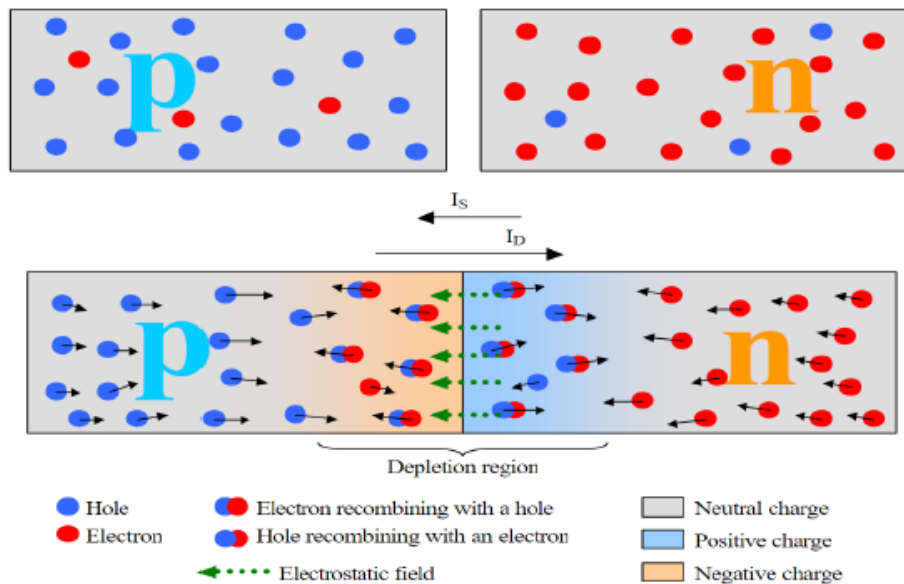 p
n
I_S
I_D
p
n
Depletion region
Hole
Electron
Electron recombining with a hole
Hole recombining with an electron
Electrostatic field
Neutral charge
Positive charge
Negative charge